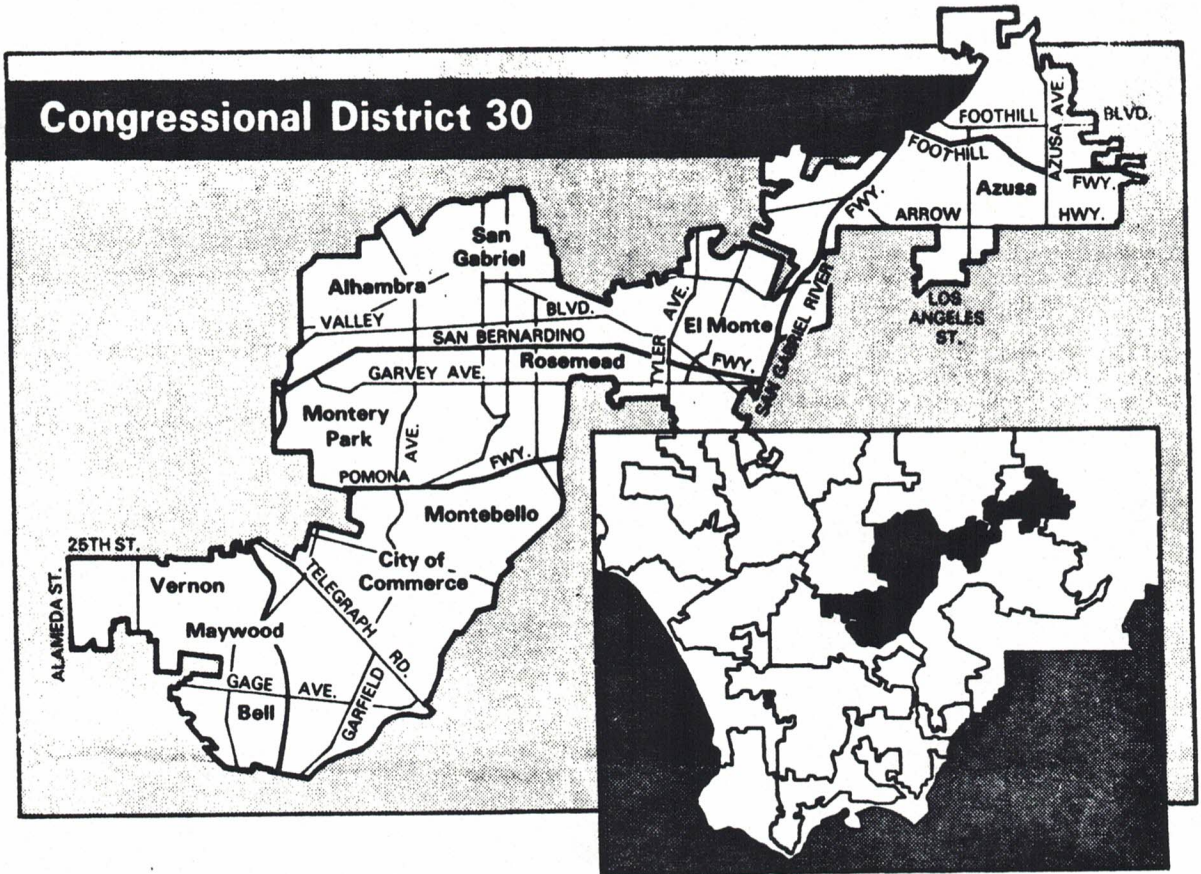 Congressional District 30
FOOTHILL BLVD.
AZUSA AVE.
FOOTHILL FWY.
Azusa
FWY.
ARROW HWY.
San
Gabriel
Alhambra
VALLEY BLVD.
SAN BERNARDINO FWY.
El Monte
TYLER AVE.
SAN GABRIEL RIVER
LOS
ANGELES
ST.
Rosemead
GARVEY AVE.
Montery
Park
AVE.
POMONA FWY.
Montebello
25TH ST.
ALAMEDA ST.
Vernon
City of
Commerce
TELEGRAPH RD.
Maywood
GAGE AVE.
Bell
GARFIELD